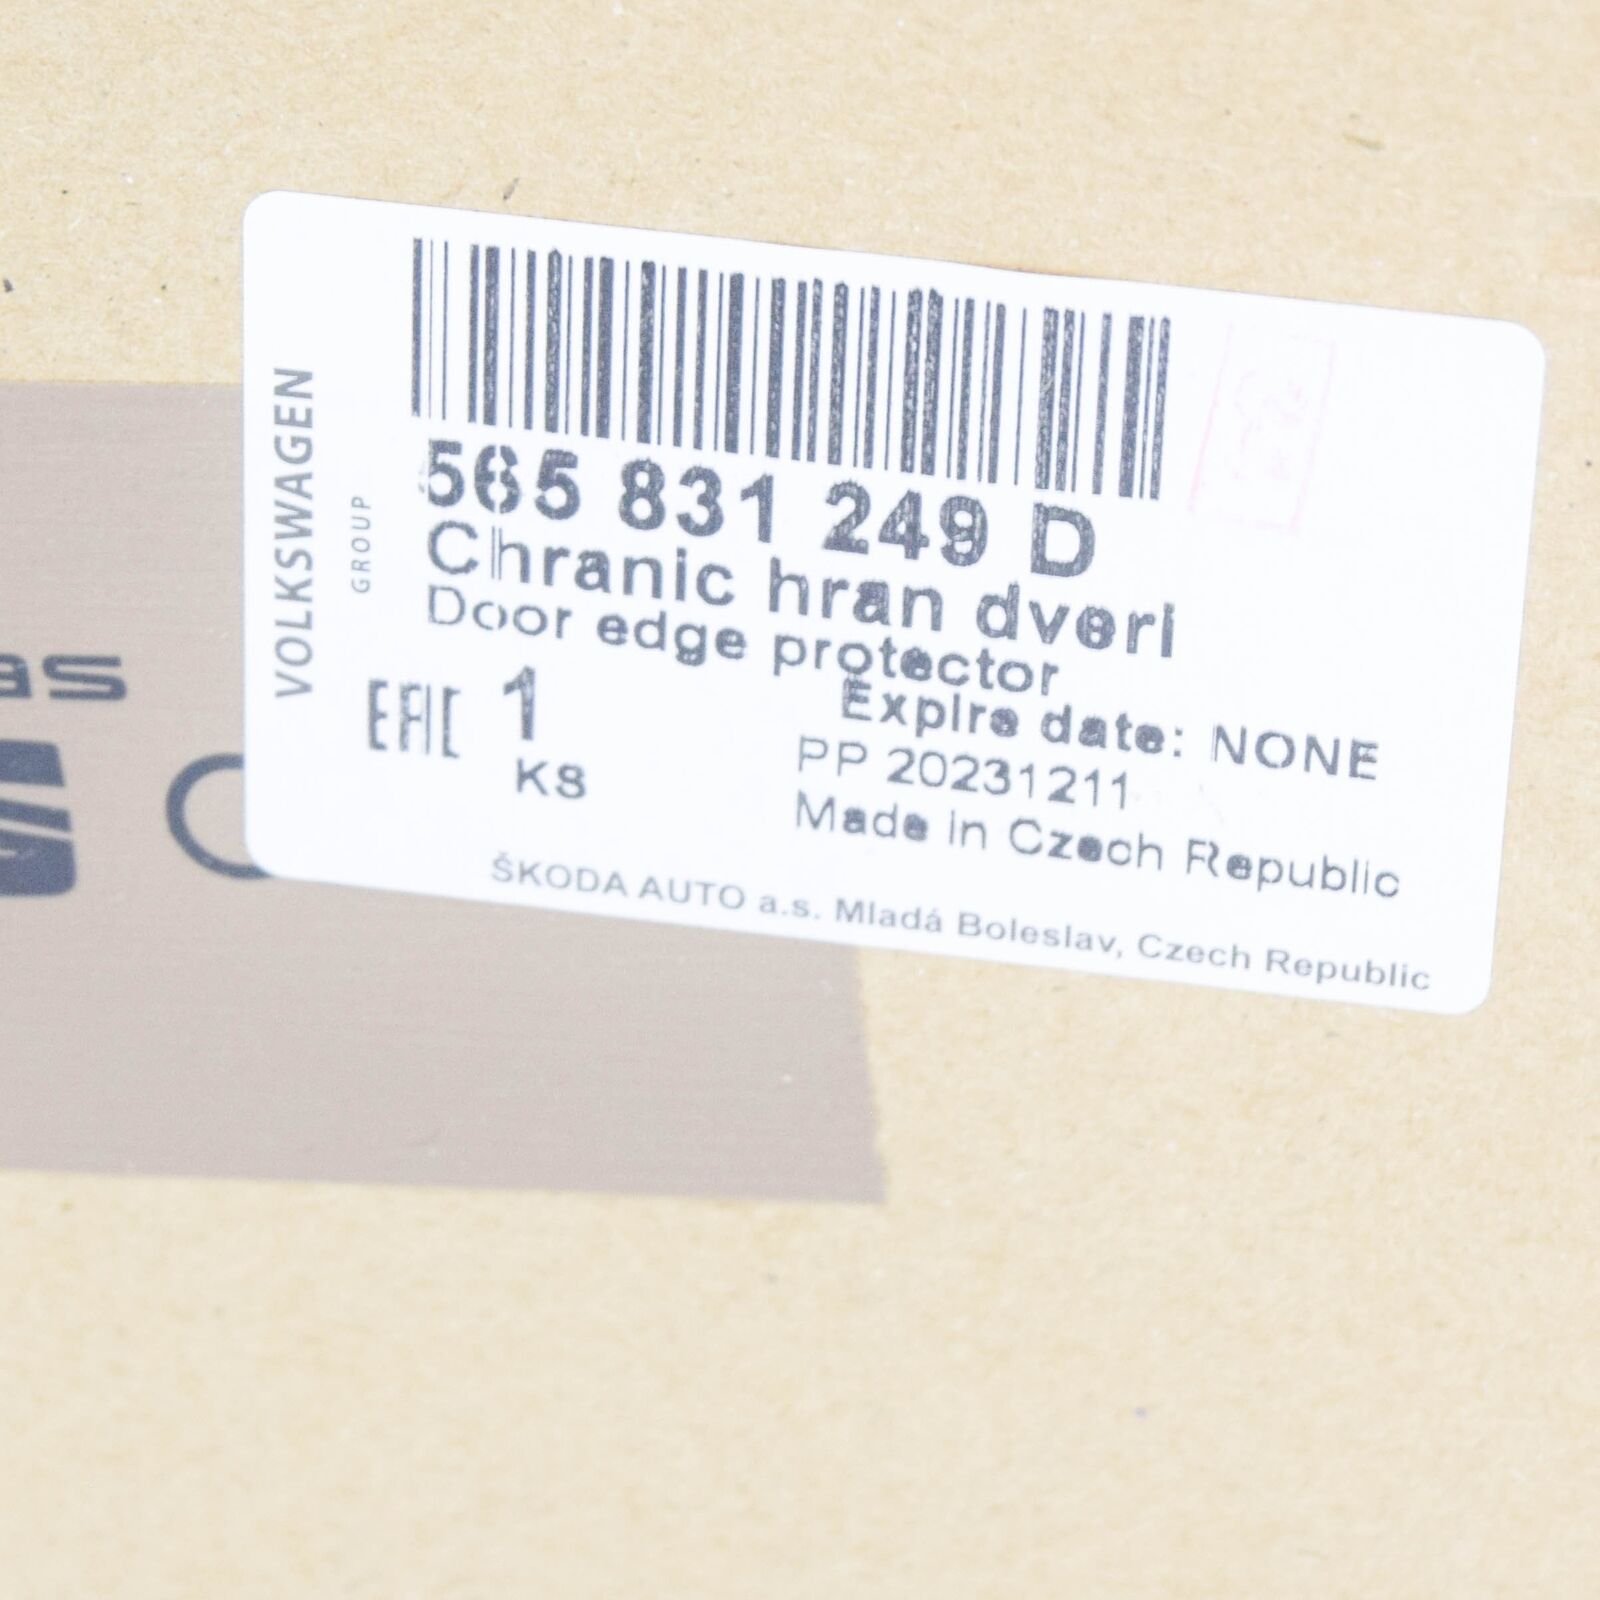 VOLKSWAGEN
GROUP
565 831 249 D
Chranic hran dveri
Door edge protector
Expire date: NONE
EAC 1
KS
PP 20231211
Made in Czech Republic
ŠKODA AUTO a.s. Mladá Boleslav, Czech Republic
as